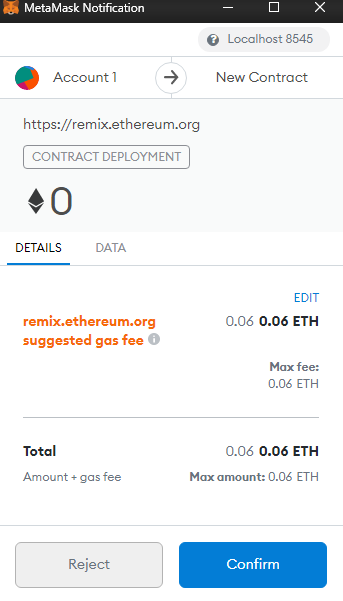 MetaMask Notification
? Localhost 8545
Account 1 New Contract
https://remix.ethereum.org
CONTRACT DEPLOYMENT
0
DETAILS DATA
EDIT
remix.ethereum.org 0.06 0.06 ETH
suggested gas fee i
Max fee:
0.06 ETH
Total 0.06 0.06 ETH
Amount + gas fee Max amount: 0.06 ETH
Reject Confirm